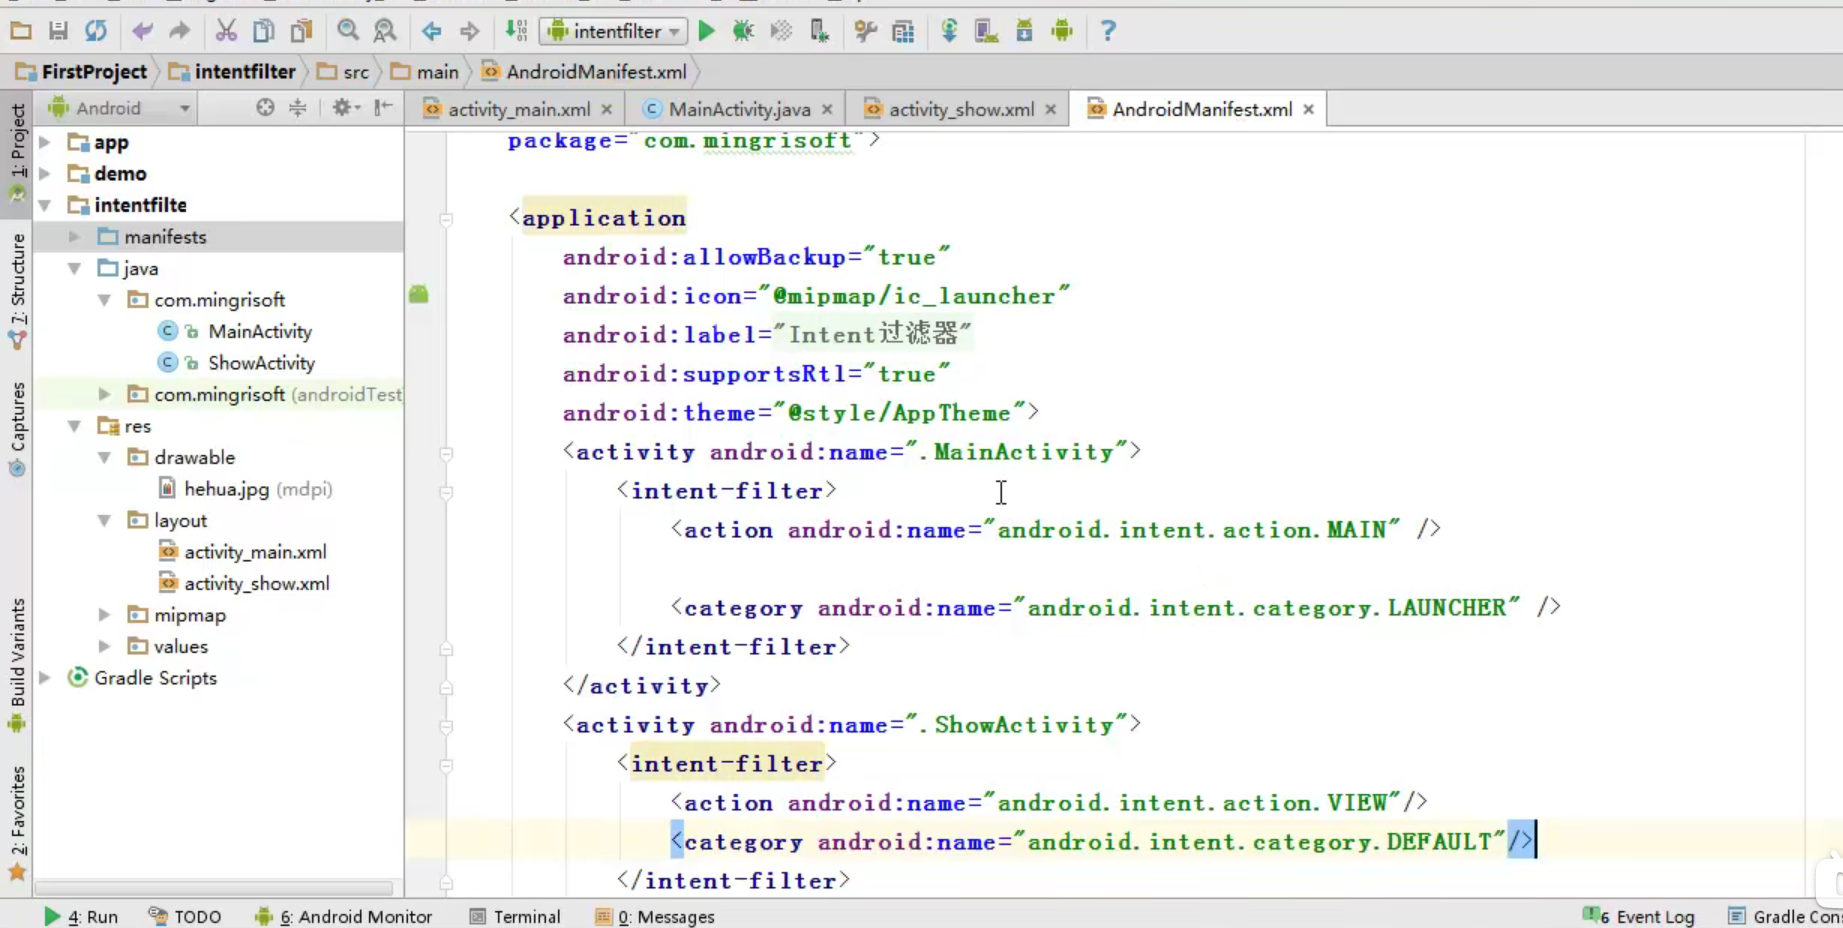 intentfilter
FirstProject intentfilter src main AndroidManifest.xml
Android
activity_main.xml MainActivity.java activity_show.xml AndroidManifest.xml
1: Project
7: Structure
Captures
Build Variants
2: Favorites
app
demo
intentfilte
manifests
java
com.mingrisoft
MainActivity
ShowActivity
com.mingrisoft (androidTest)
res
drawable
hehua.jpg (mdpi)
layout
activity_main.xml
activity_show.xml
mipmap
values
Gradle Scripts
package="com.mingrisoft">
<application
android:allowBackup="true"
android:icon="@mipmap/ic_launcher"
android:label="Intent过滤器"
android:supportsRtl="true"
android:theme="@style/AppTheme">
<activity android:name=".MainActivity">
<intent-filter>
<action android:name="android.intent.action.MAIN" />
<category android:name="android.intent.category.LAUNCHER" />
</intent-filter>
</activity>
<activity android:name=".ShowActivity">
<intent-filter>
<action android:name="android.intent.action.VIEW"/>
<category android:name="android.intent.category.DEFAULT"/>
</intent-filter>
4: Run TODO 6: Android Monitor Terminal 0: Messages 6 Event Log Gradle Con